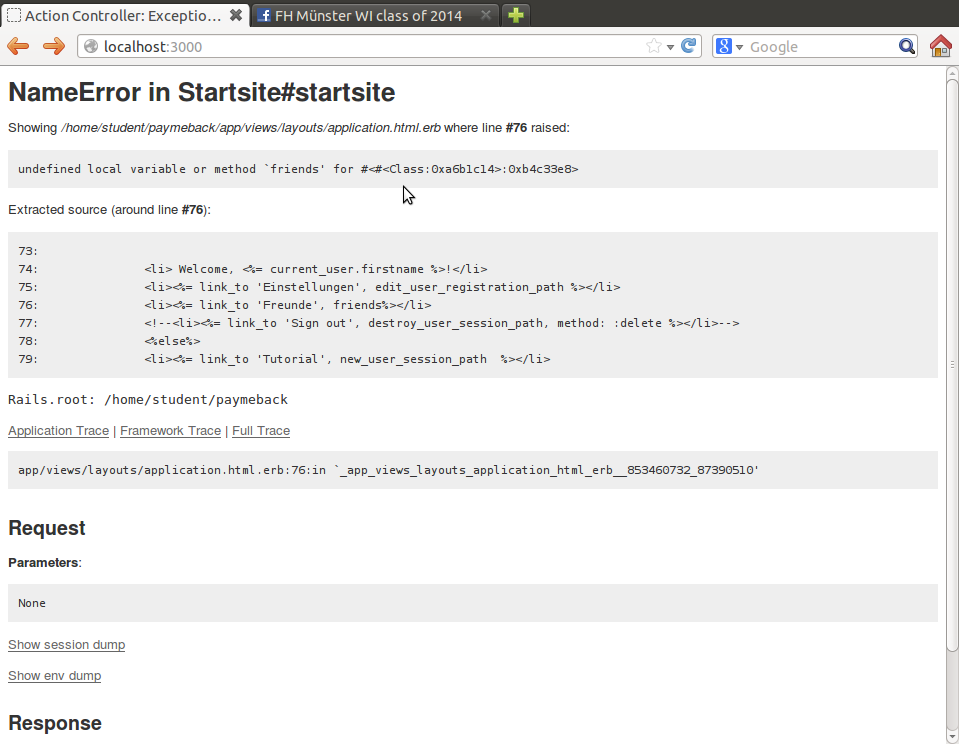 Action Controller: Exceptio...
FH Münster WI class of 2014
localhost:3000
Google
NameError in Startsite#startsite
Showing /home/student/paymeback/app/views/layouts/application.html.erb where line #76 raised:
undefined local variable or method `friends' for #<#<Class:0xa6b1c14>:0xb4c33e8>
Extracted source (around line #76):
73:
74: <li> Welcome, <%= current_user.firstname %>!</li>
75: <li><%= link_to 'Einstellungen', edit_user_registration_path %></li>
76: <li><%= link_to 'Freunde', friends%></li>
77: <!--<li><%= link_to 'Sign out', destroy_user_session_path, method: :delete %></li>-->
78: <%else%>
79: <li><%= link_to 'Tutorial', new_user_session_path  %></li>
Rails.root: /home/student/paymeback
Application Trace | Framework Trace | Full Trace
app/views/layouts/application.html.erb:76:in `_app_views_layouts_application_html_erb__853460732_87390510'
Request
Parameters:
None
Show session dump
Show env dump
Response